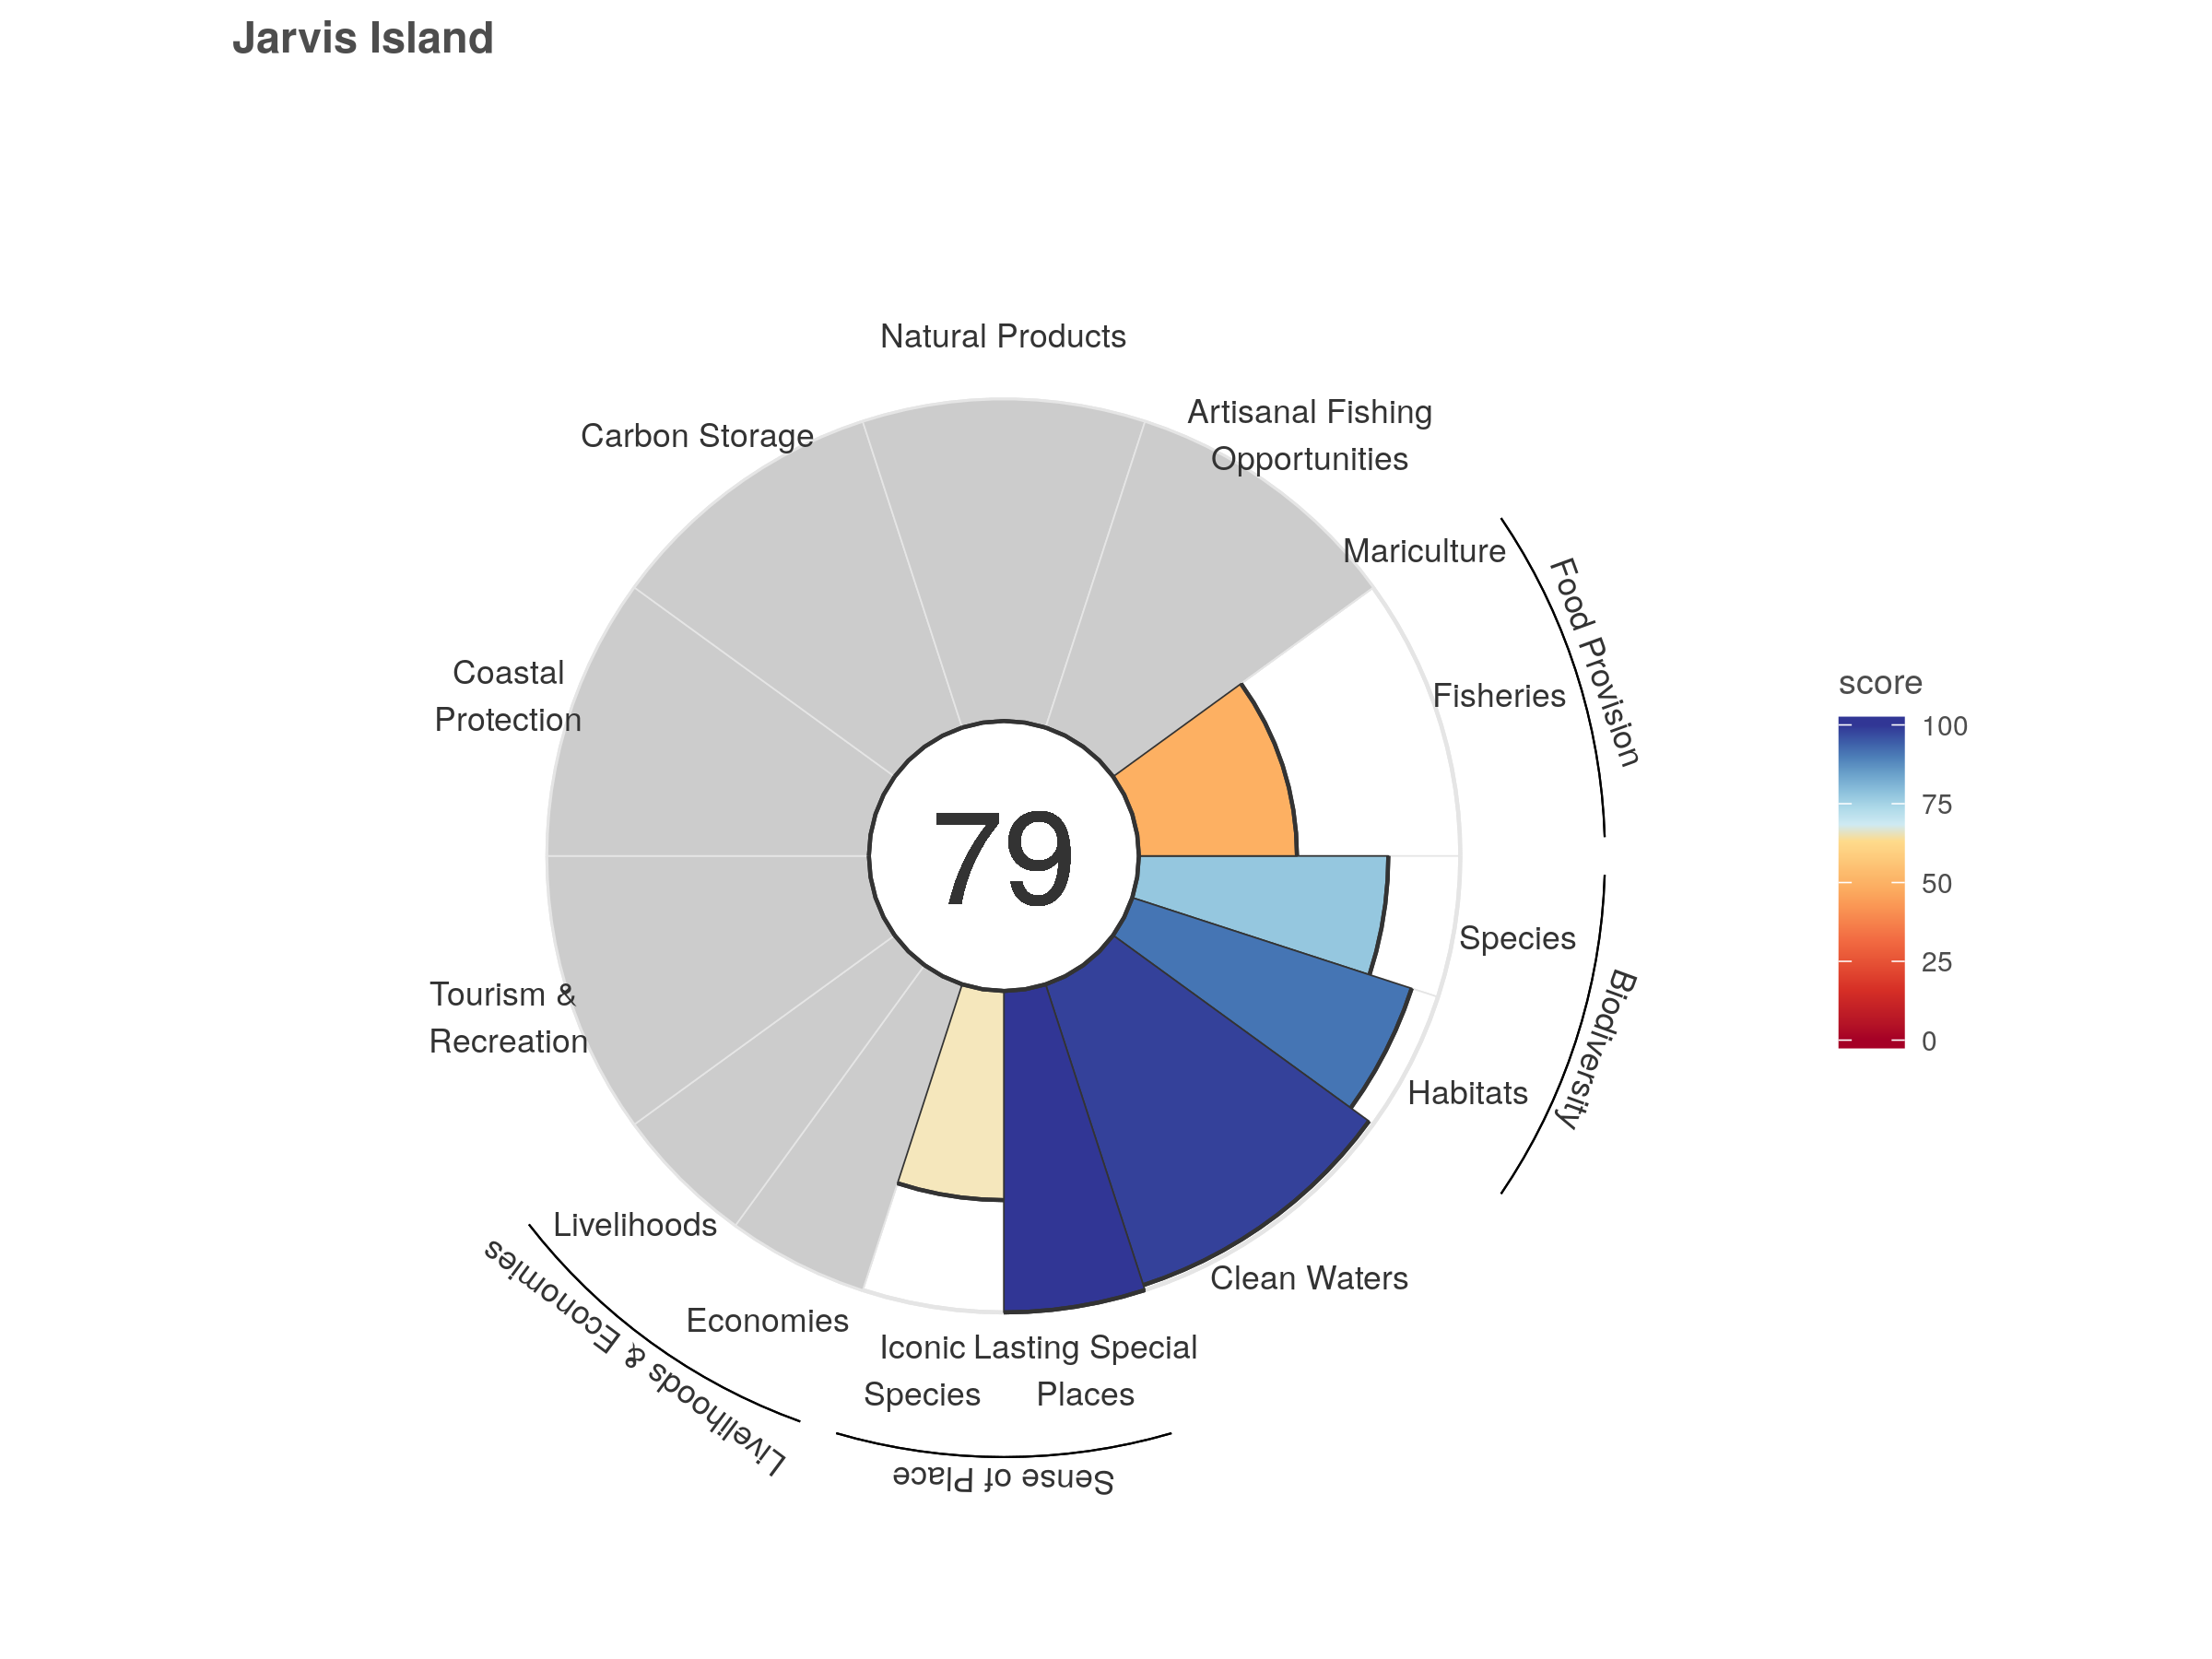 Jarvis Island
Natural Products
Artisanal Fishing
Opportunities
Carbon Storage
Mariculture
Food Provision
Fisheries
Coastal
Protection
79
Species
Biodiversity
Habitats
Tourism &
Recreation
Livelihoods
Livelihoods & Economies
Economies
Clean Waters
Iconic
Species
Lasting Special
Places
Sense of Place
score
100
75
50
25
0